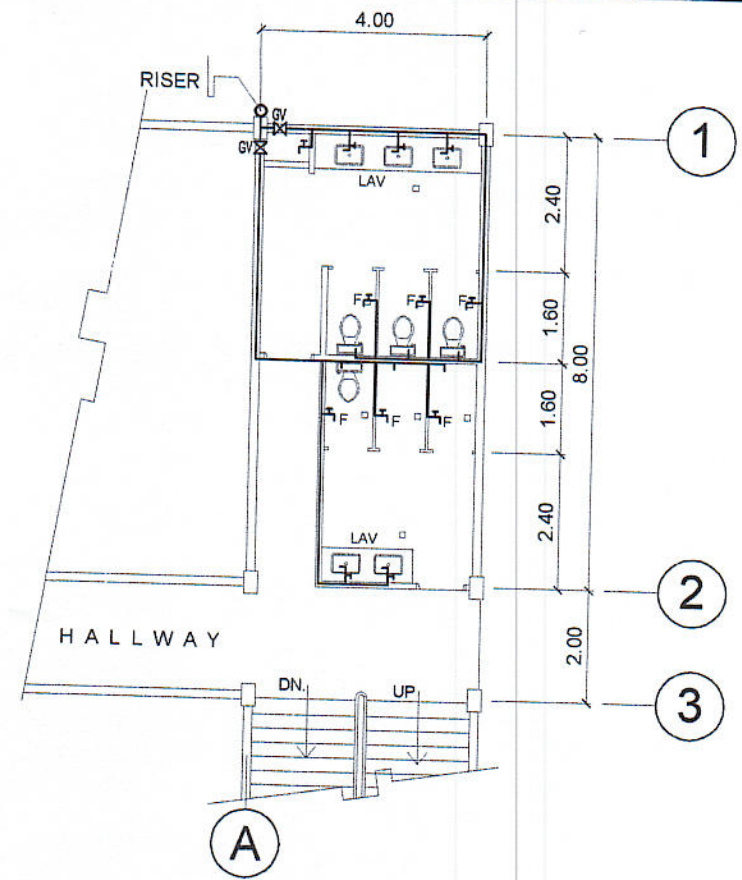 4.00
RISER
GV
GV
1
LAV
2.40
F
F
F
1.60
8.00
F
F
F
1.60
LAV
2.40
2
HALLWAY
2.00
DN.
UP
3
A